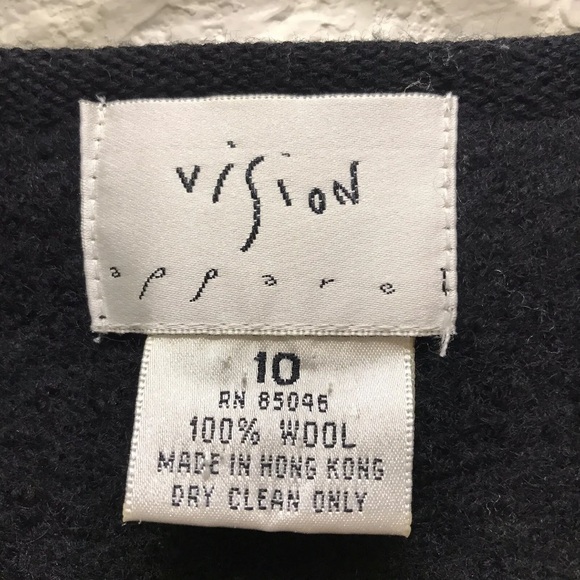 vision
apparel
10
RN 85046
100% WOOL
MADE IN HONG KONG
DRY CLEAN ONLY